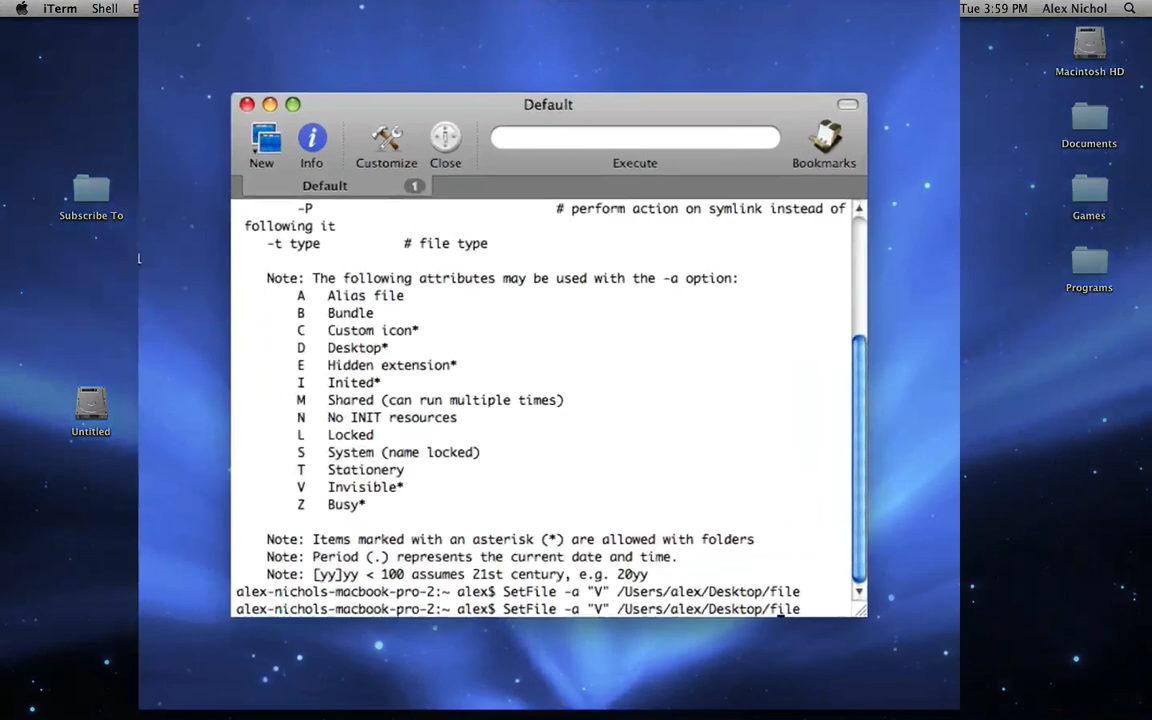 iTerm Shell E
Tue 3:59 PM Alex Nichol
Macintosh HD
Documents
Games
Programs
Subscribe To
Untitled
1
Default
New Info Customize Close Execute Bookmarks
Default 1
-P # perform action on symlink instead of
following it
-t type # file type
Note: The following attributes may be used with the -a option:
A Alias file
B Bundle
C Custom icon*
D Desktop*
E Hidden extension*
I Inited*
M Shared (can run multiple times)
N No INIT resources
L Locked
S System (name locked)
T Stationery
V Invisible*
Z Busy*
Note: Items marked with an asterisk (*) are allowed with folders
Note: Period (.) represents the current date and time.
Note: [yy]yy < 100 assumes 21st century, e.g. 20yy
alex-nichols-macbook-pro-2:~ alex$ SetFile -a "V" /Users/alex/Desktop/file
alex-nichols-macbook-pro-2:~ alex$ SetFile -a "V" /Users/alex/Desktop/file